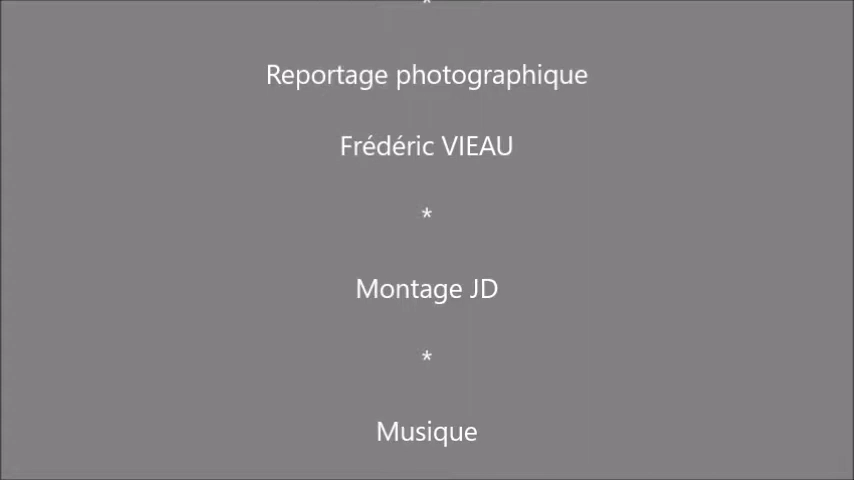 *
Reportage photographique
Frédéric VIEAU
*
Montage JD
*
Musique